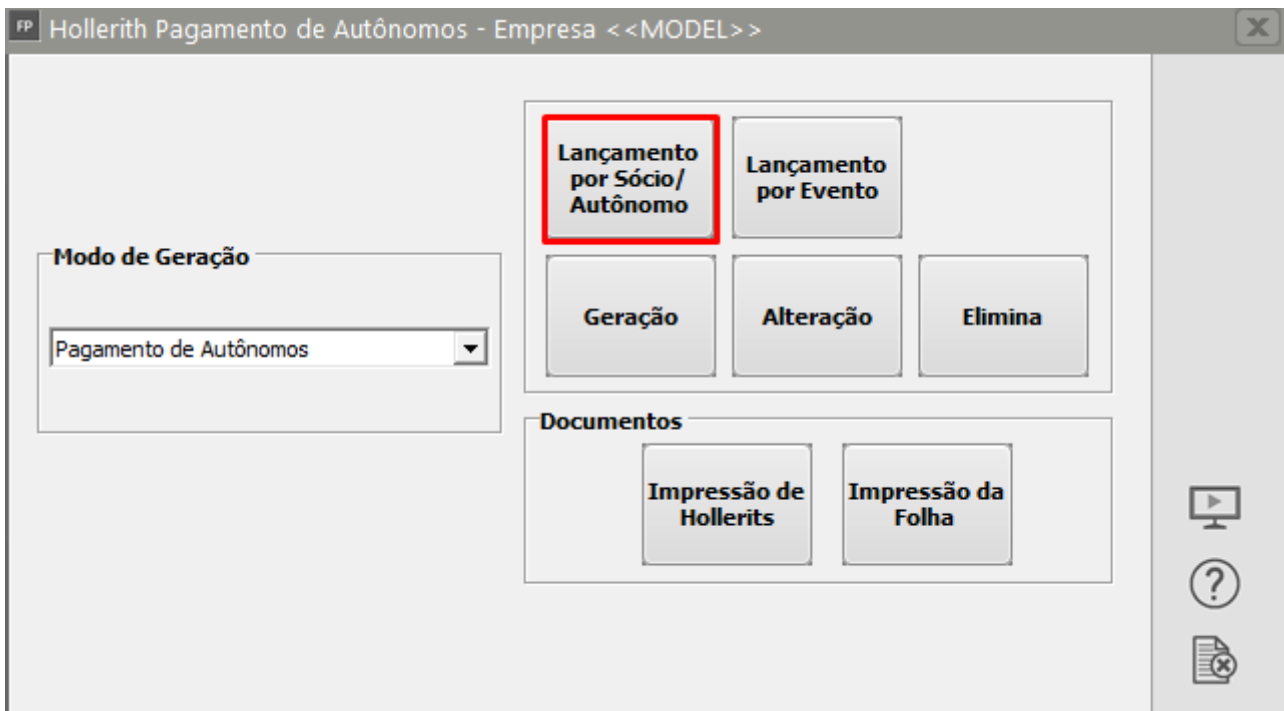 FP Hollerith Pagamento de Autônomos - Empresa <<MODEL>>
Lançamento
por Sócio/
Autônomo
Lançamento
por Evento
Modo de Geração
Pagamento de Autônomos
Geração
Alteração
Elimina
Documentos
Impressão de
Hollerits
Impressão da
Folha
?